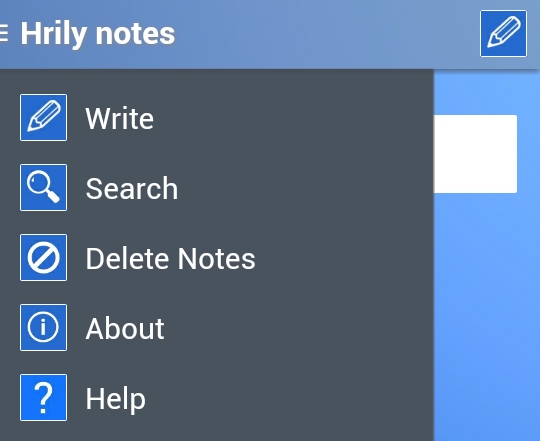 Hrily notes
Write
Search
Delete Notes
About
Help